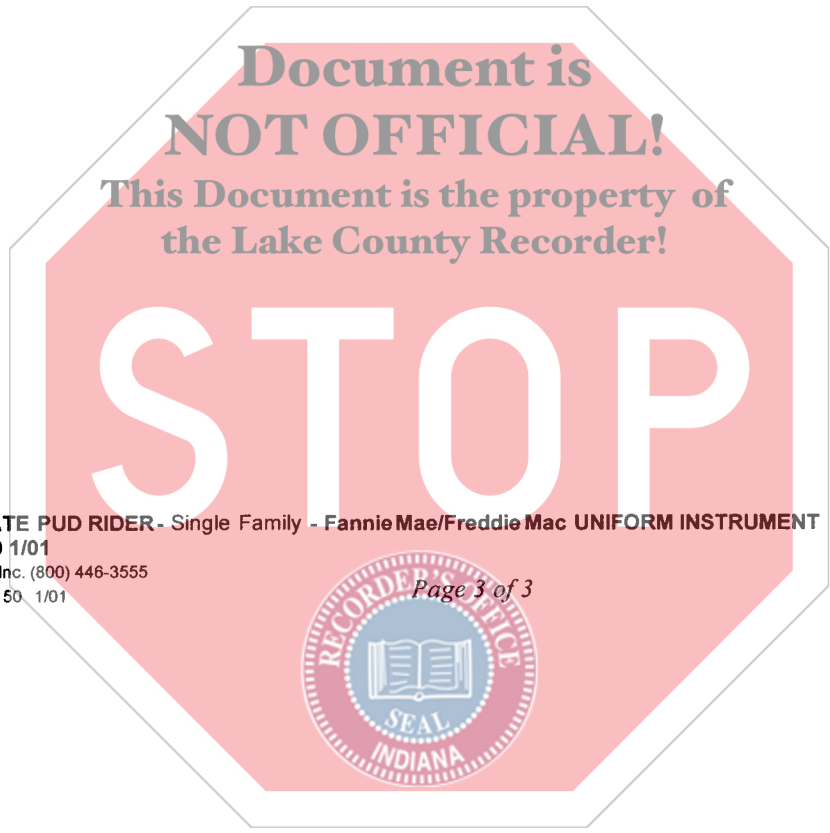 Document is
NOT OFFICIAL!
This Document is the property of
the Lake County Recorder!
STOP
TE PUD RIDER - Single Family - Fannie Mae/Freddie Mac UNIFORM INSTRUMENT
1/01
Inc. (800) 446-3555
50 1/01
Page 3 of 3
RECORDER'S OFFICE
SEAL
INDIANA